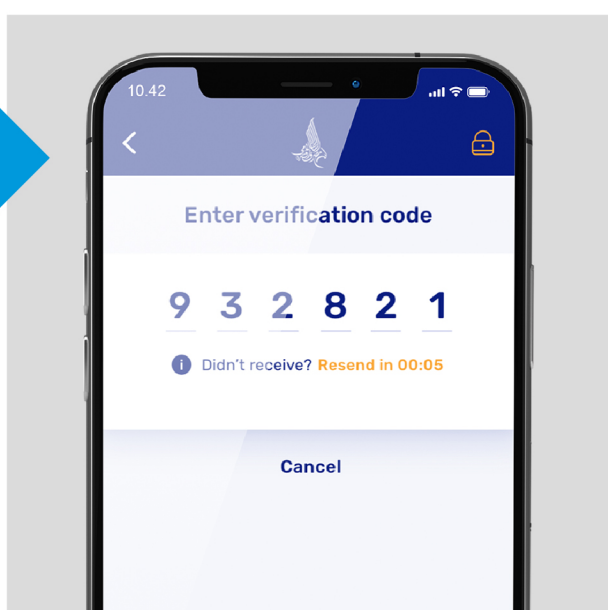 10.42
Enter verification code
9 3 2 8 2 1
Didn't receive? Resend in 00:05
Cancel